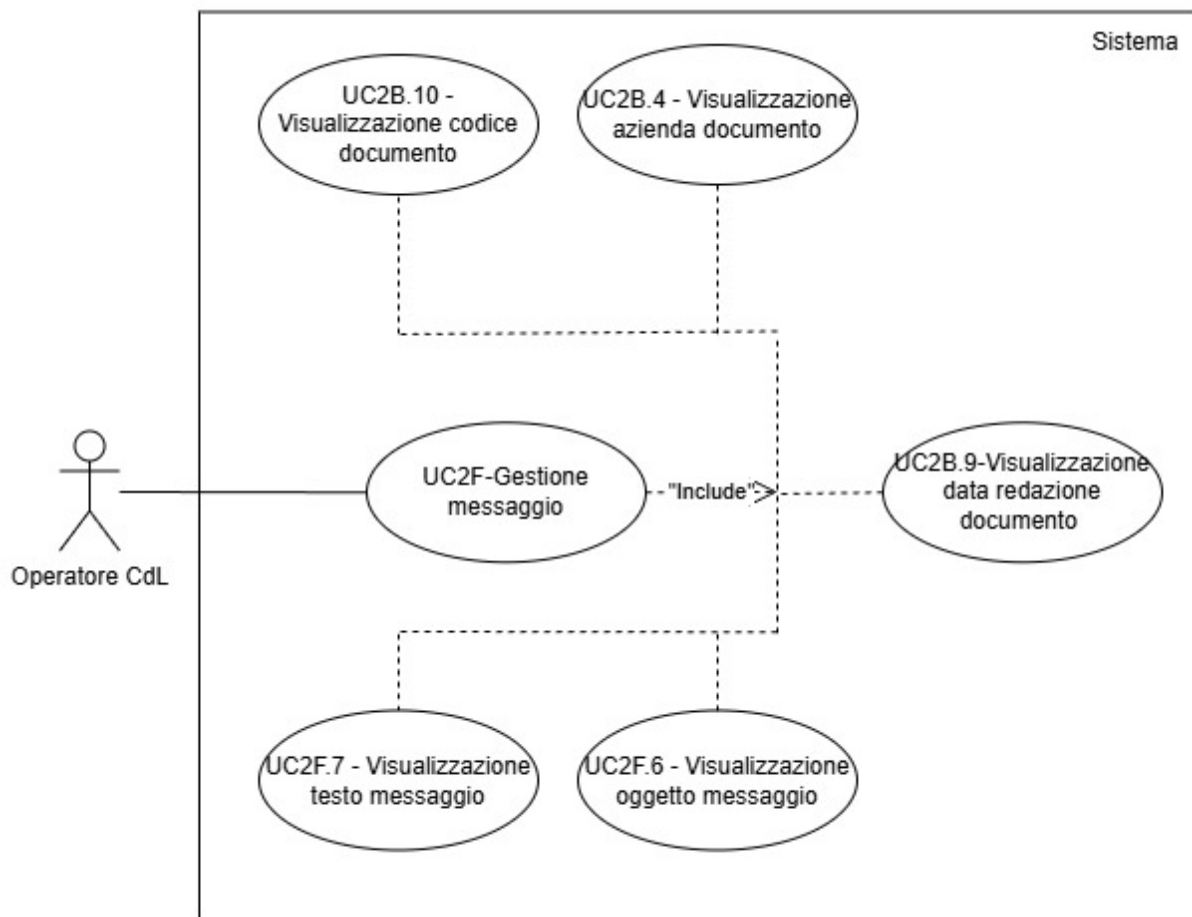 Sistema
UC2B.10 -
Visualizzazione codice
documento
UC2B.4 - Visualizzazione
azienda documento
UC2F-Gestione
messaggio
"Include"
UC2B.9-Visualizzazione
data redazione
documento
Operatore CdL
UC2F.7 - Visualizzazione
testo messaggio
UC2F.6 - Visualizzazione
oggetto messaggio